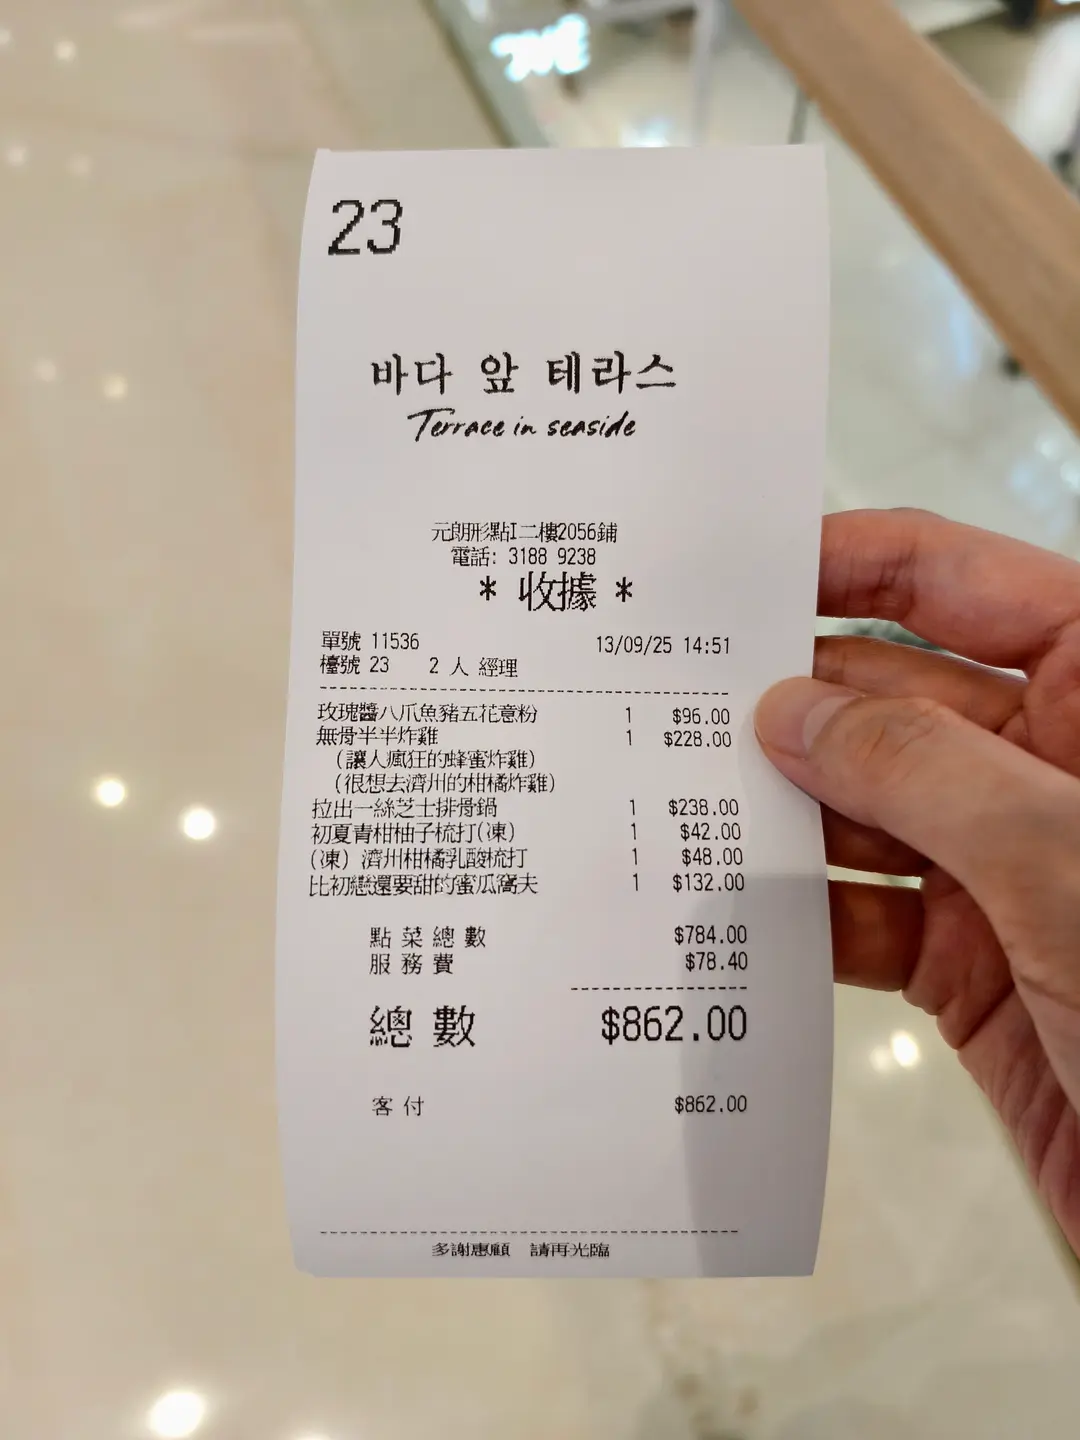 23
바다 앞 테라스
Terrace in seaside
元朗形點I二樓2056鋪
電話: 3188 9238
* 收據 *
單號 11536 13/09/25 14:51
檯號 23 2 人 經理
玫瑰醬八爪魚豬五花意粉 1 $96.00
無骨半半炸雞 1 $228.00
(讓人瘋狂的蜂蜜炸雞)
(很想去濟州的柑橘炸雞)
拉出一絲芝士排骨鍋 1 $238.00
初夏青柑柚子梳打(凍) 1 $42.00
(凍) 濟州柑橘乳酸梳打 1 $48.00
比初戀還要甜的蜜瓜窩夫 1 $132.00
點菜總數 $784.00
服務費 $78.40
總數 $862.00
客付 $862.00
多謝惠顧 請再光臨